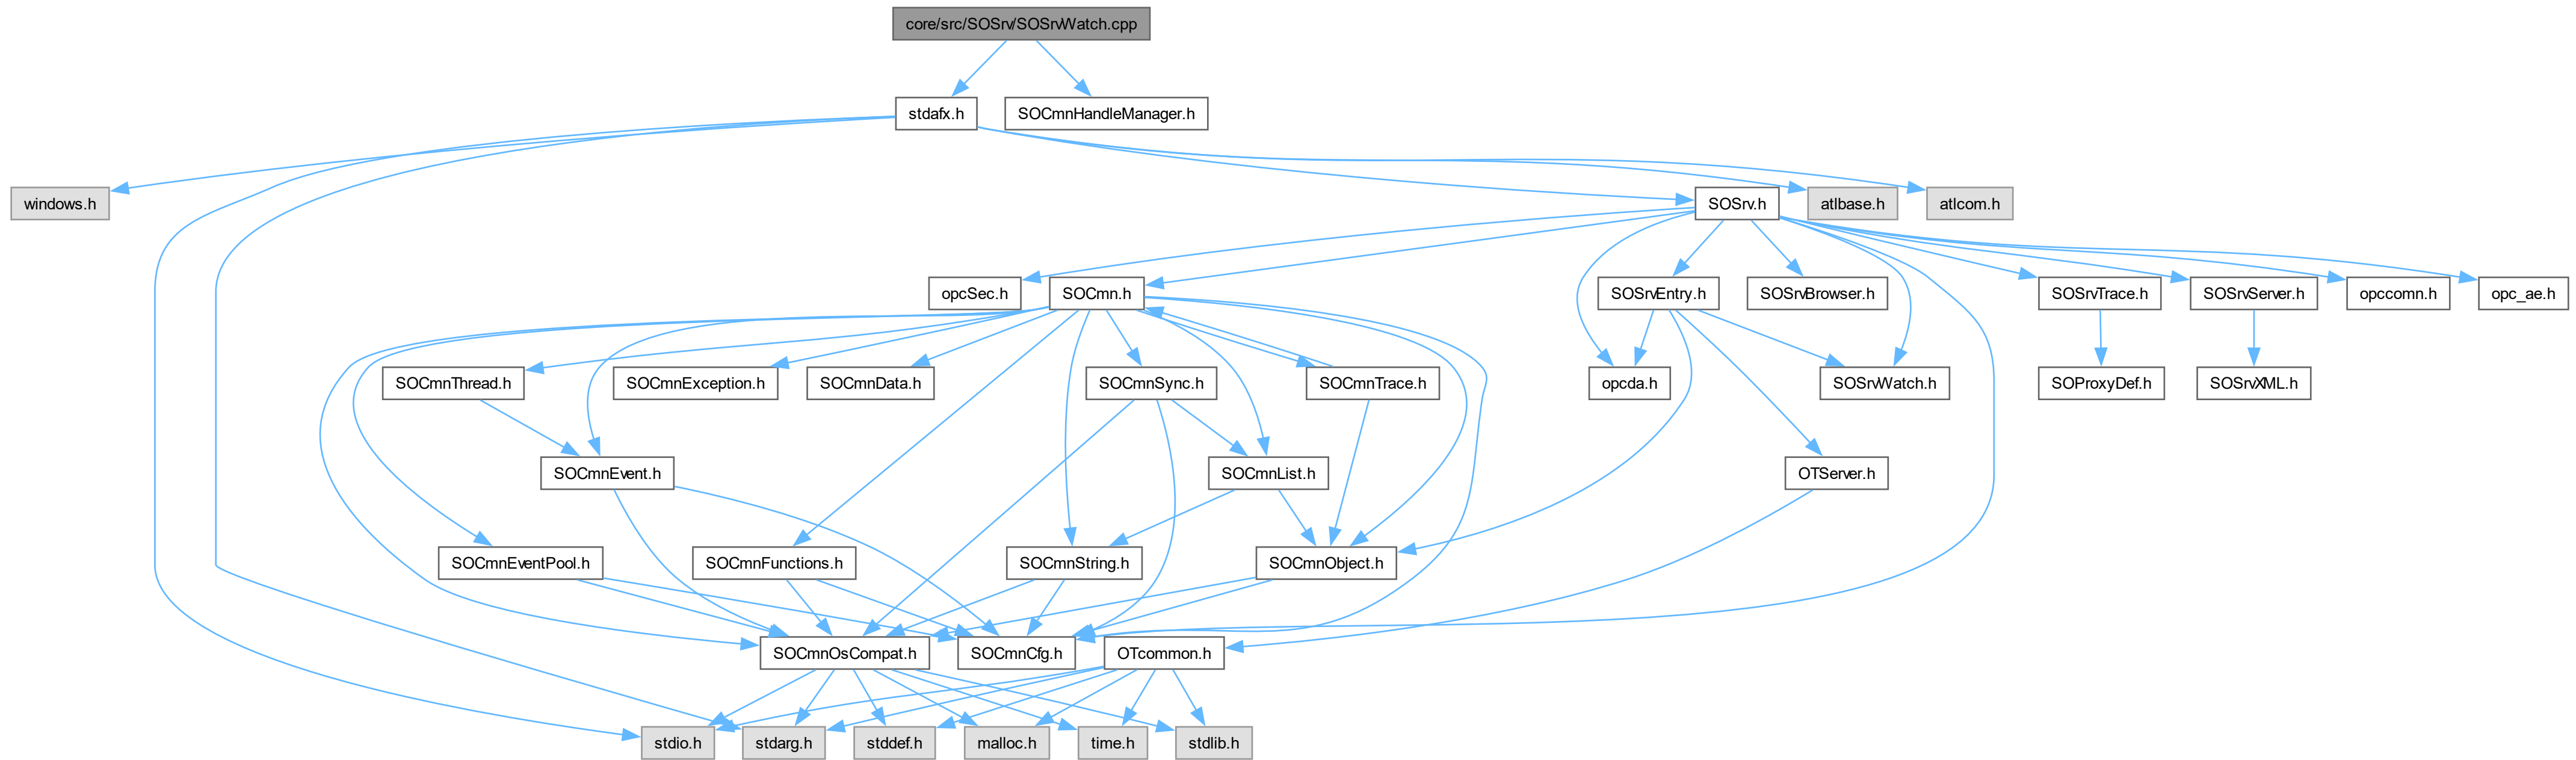 core/src/SOSrv/SOSrvWatch.cpp
stdafx.h
SOCmnHandleManager.h
windows.h
SOSrv.h
atlbase.h
atlcom.h
opcSec.h
SOCmn.h
SOSrvEntry.h
SOSrvBrowser.h
SOSrvTrace.h
SOSrvServer.h
opccomn.h
opc_ae.h
SOCmnThread.h
SOCmnException.h
SOCmnData.h
SOCmnSync.h
SOCmnTrace.h
opcda.h
SOSrvWatch.h
SOProxyDef.h
SOSrvXML.h
SOCmnEvent.h
SOCmnList.h
OTServer.h
SOCmnEventPool.h
SOCmnFunctions.h
SOCmnString.h
SOCmnObject.h
SOCmnOsCompat.h
SOCmnCfg.h
OTcommon.h
stdio.h
stdarg.h
stddef.h
malloc.h
time.h
stdlib.h